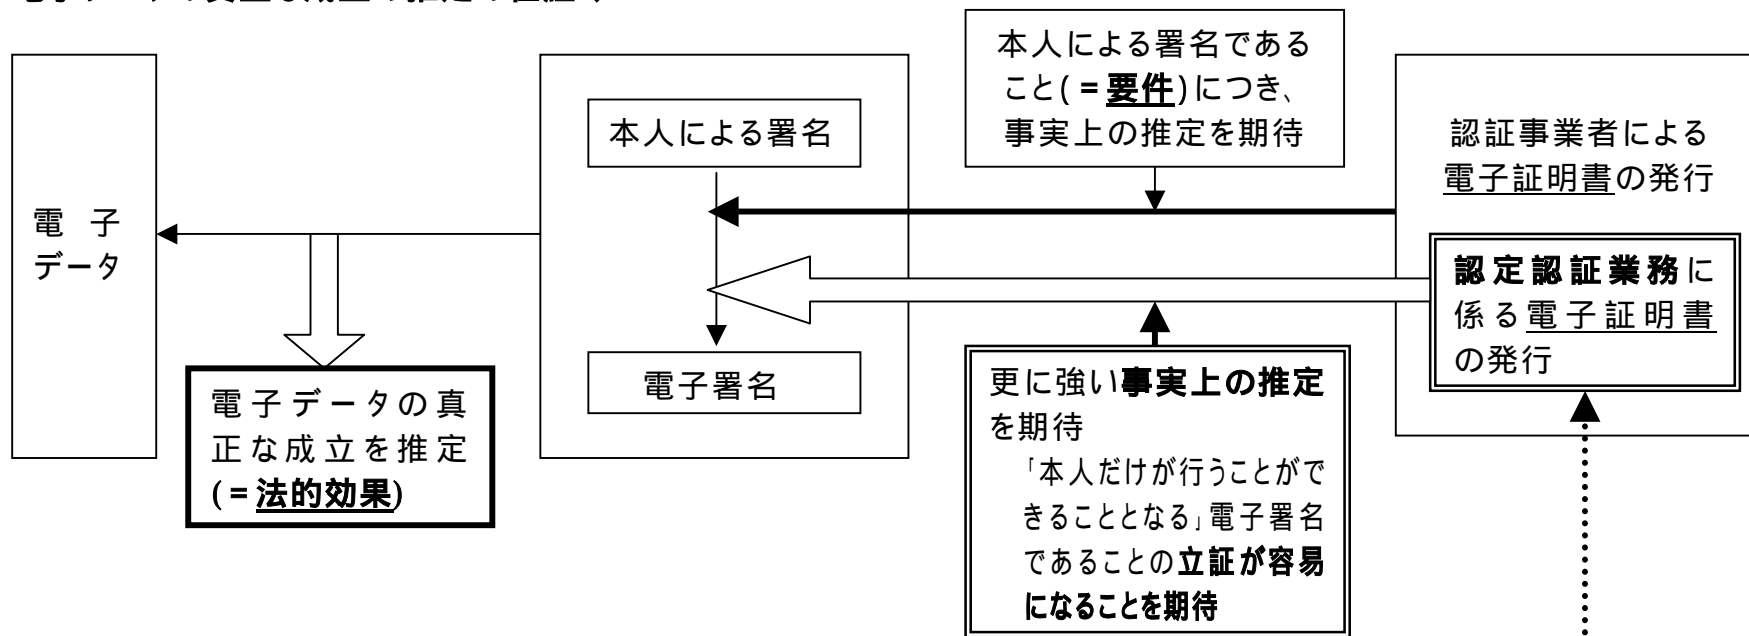 本人による署名である
こと(=要件)につき、
事実上の推定を期待
本人による署名
認証事業者による
電子証明書の発行
電子
データ
認定認証業務に
係る電子証明書
の発行
電子署名
電子データの真
正な成立を推定
(=法的効果)
更に強い事実上の推定
を期待
「本人だけが行うことがで
きることとなる」電子署名
であることの立証が容易
になることを期待